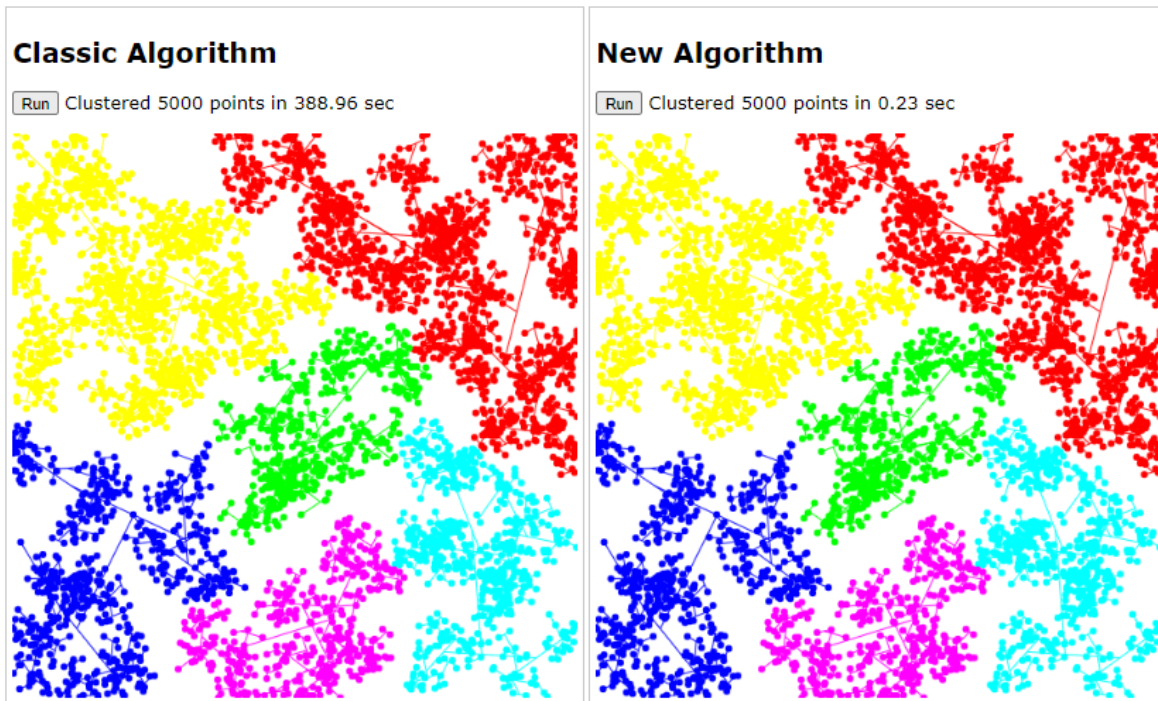 Classic Algorithm
Run Clustered 5000 points in 388.96 sec
New Algorithm
Run Clustered 5000 points in 0.23 sec